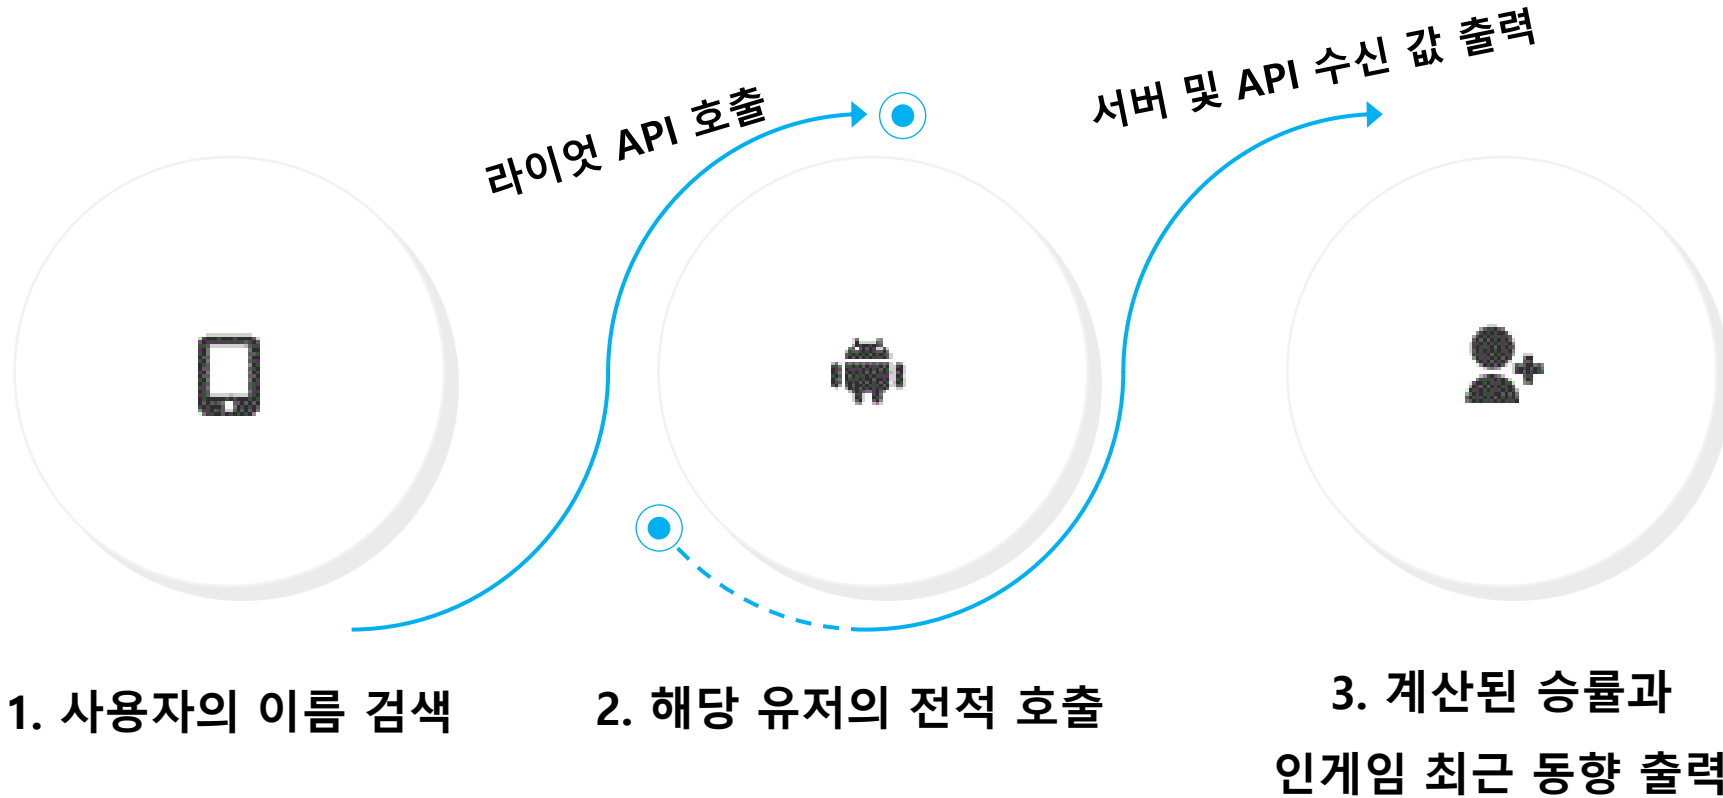 라이엇 API 호출
서버 및 API 수신 값 출력
1. 사용자의 이름 검색
2. 해당 유저의 전적 호출
3. 계산된 승률과
인게임 최근 동향 출력